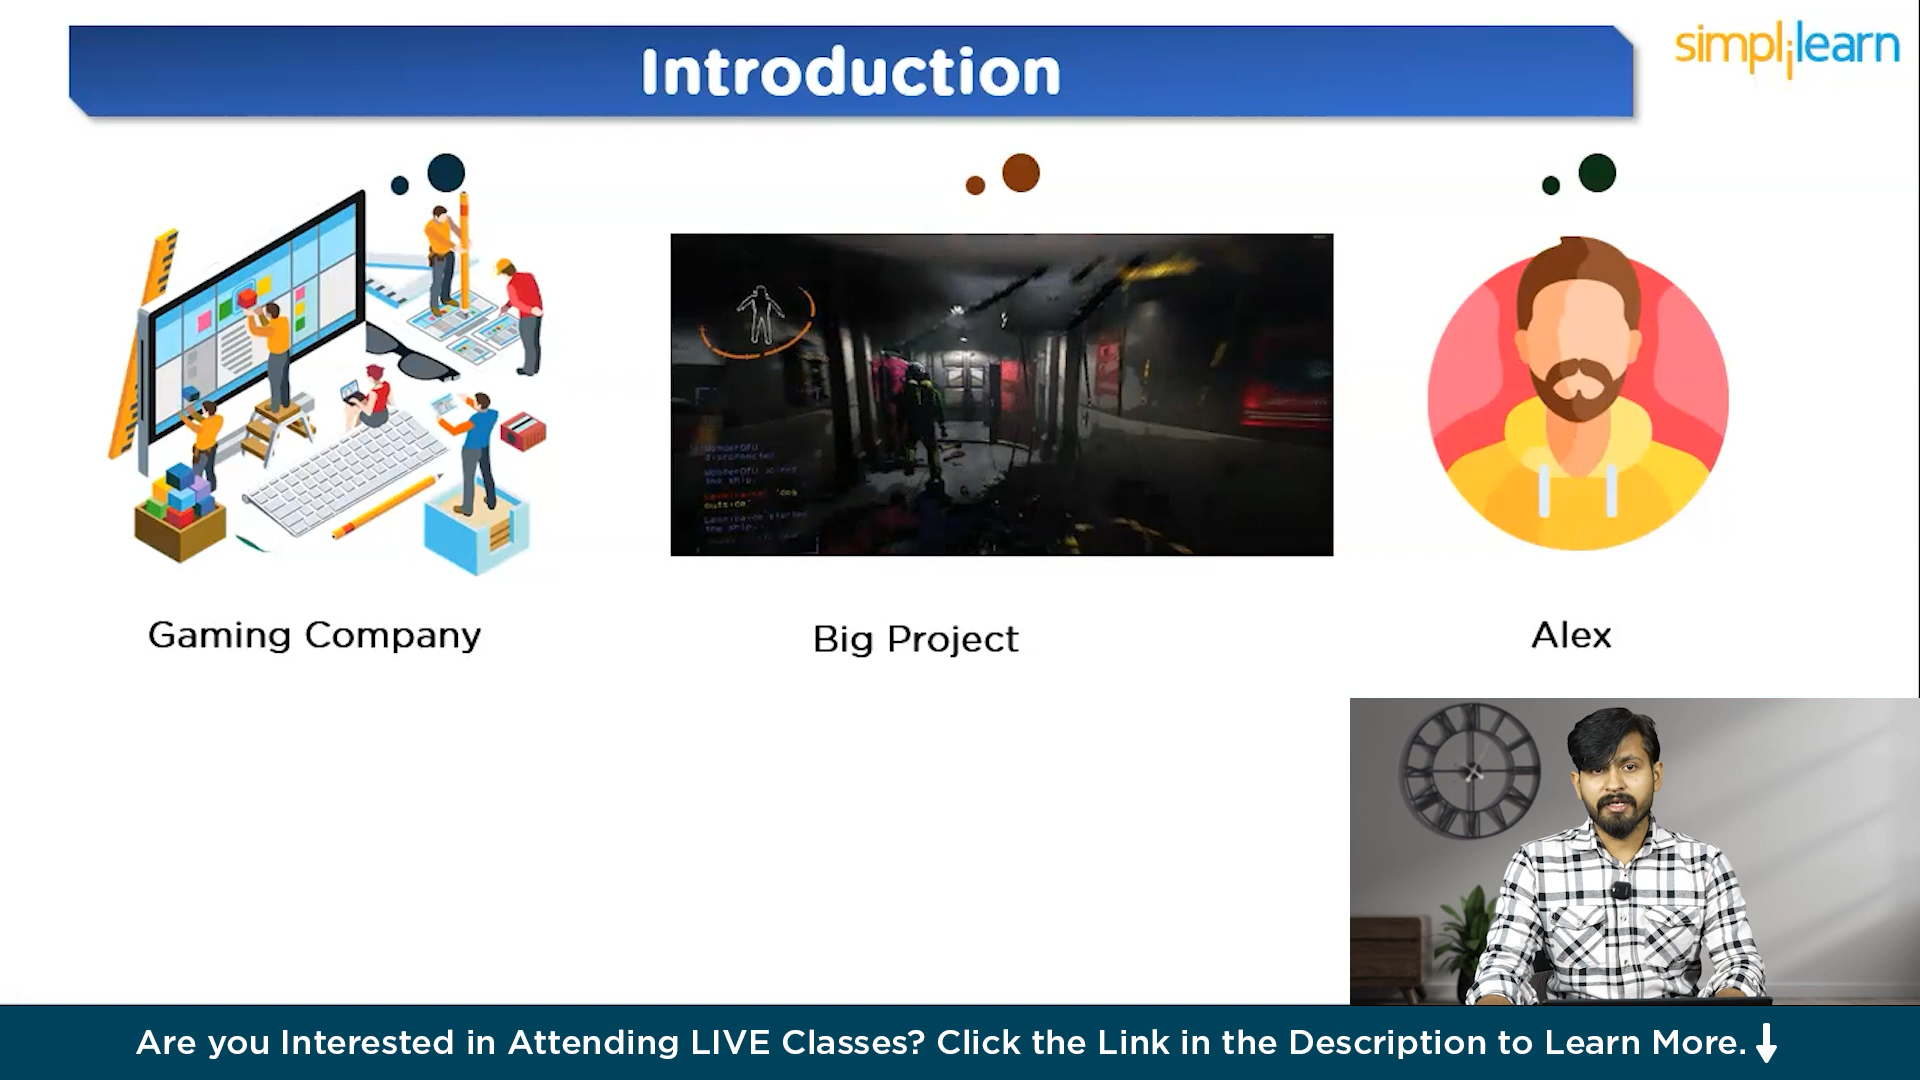 Introduction
simplilearn
Gaming Company
Big Project
Alex
Are you Interested in Attending LIVE Classes? Click the Link in the Description to Learn More.